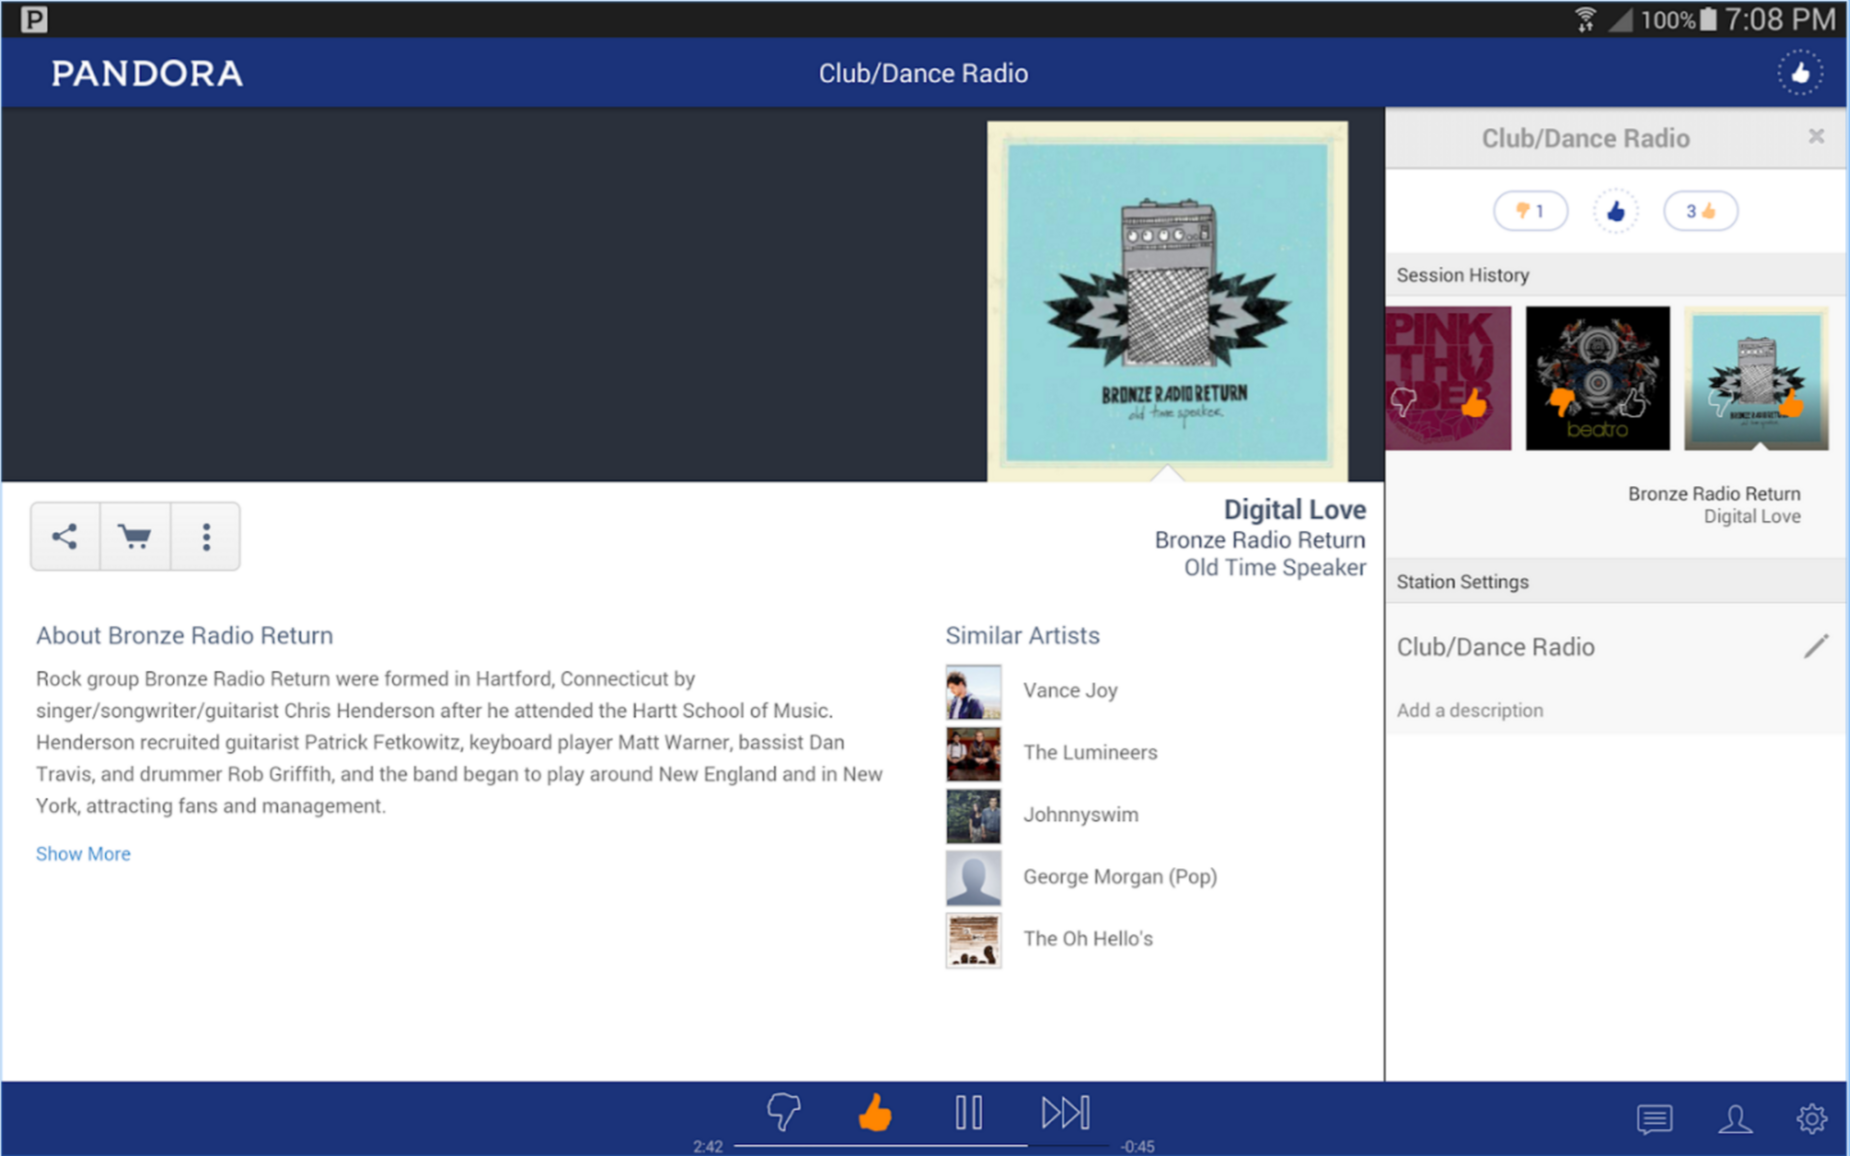 P
100% 7:08 PM
PANDORA
Club/Dance Radio
BRONZE RADIO RETURN
old time speaker
Digital Love
Bronze Radio Return
Old Time Speaker
About Bronze Radio Return
Rock group Bronze Radio Return were formed in Hartford, Connecticut by
singer/songwriter/guitarist Chris Henderson after he attended the Hartt School of Music.
Henderson recruited guitarist Patrick Fetkowitz, keyboard player Matt Warner, bassist Dan
Travis, and drummer Rob Griffith, and the band began to play around New England and in New
York, attracting fans and management.
Show More
Similar Artists
Vance Joy
The Lumineers
Johnnyswim
George Morgan (Pop)
The Oh Hello's
Club/Dance Radio
1
3
Session History
PINK
THU
DER
beatro
Bronze Radio Return
Digital Love
Station Settings
Club/Dance Radio
Add a description
2:42
-0:45